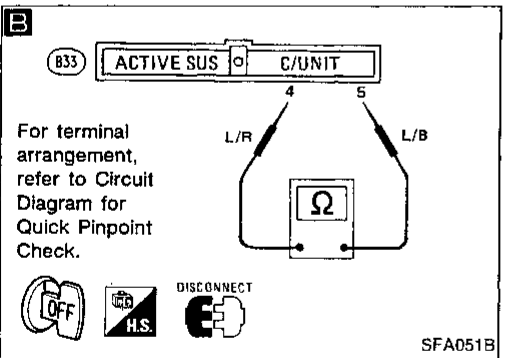 B
B33 ACTIVE SUS C/UNIT
4 5
L/R L/B
For terminal
arrangement,
refer to Circuit
Diagram for
Quick Pinpoint
Check.
Ω
OFF
H.S.
DISCONNECT
SFA051B